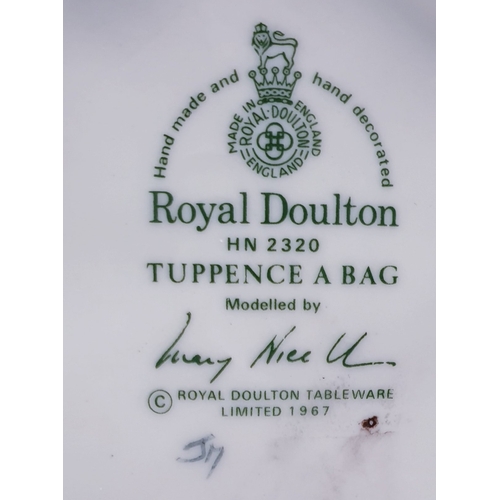 Hand made and hand decorated
MADE IN ENGLAND
ROYAL·DOULTON
ENGLAND
Royal Doulton
HN 2320
TUPPENCE A BAG
Modelled by
© ROYAL DOULTON TABLEWARE
LIMITED 1967